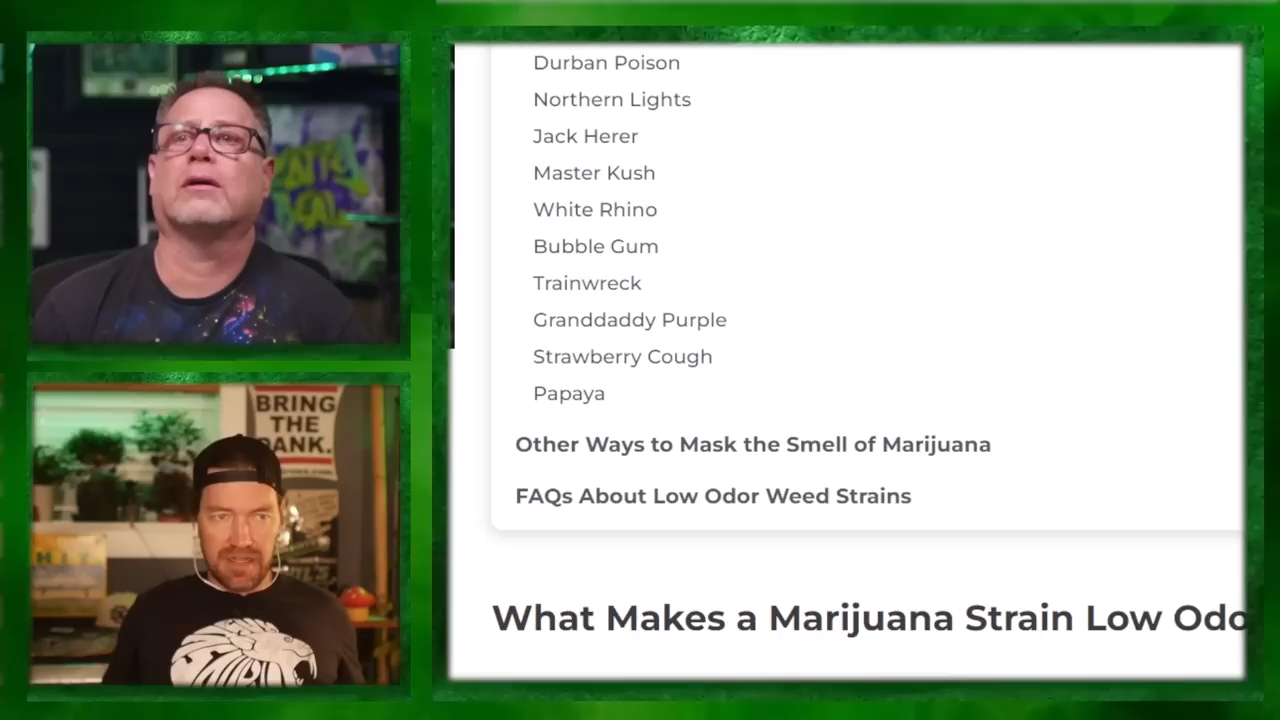 BRING
THE
DANK.
Durban Poison
Northern Lights
Jack Herer
Master Kush
White Rhino
Bubble Gum
Trainwreck
Granddaddy Purple
Strawberry Cough
Papaya
Other Ways to Mask the Smell of Marijuana
FAQs About Low Odor Weed Strains
What Makes a Marijuana Strain Low Odo